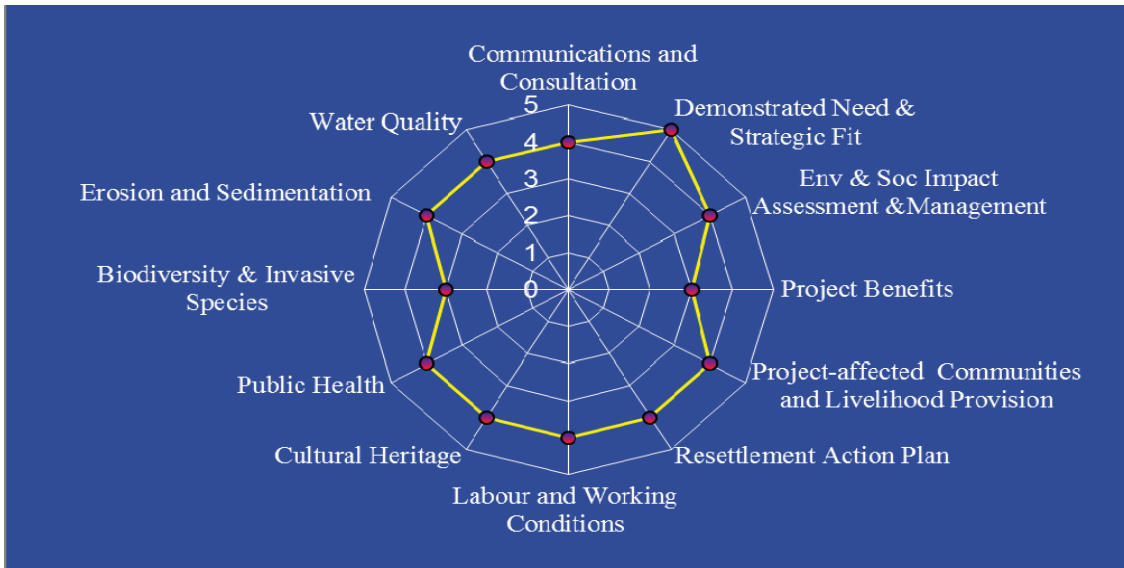 Communications and
Consultation
Demonstrated Need &
Strategic Fit
Env & Soc Impact
Assessment &Management
Project Benefits
Project-affected Communities
and Livelihood Provision
Resettlement Action Plan
Labour and Working
Conditions
Cultural Heritage
Public Health
Biodiversity & Invasive
Species
Erosion and Sedimentation
Water Quality
5
4
3
2
1
0